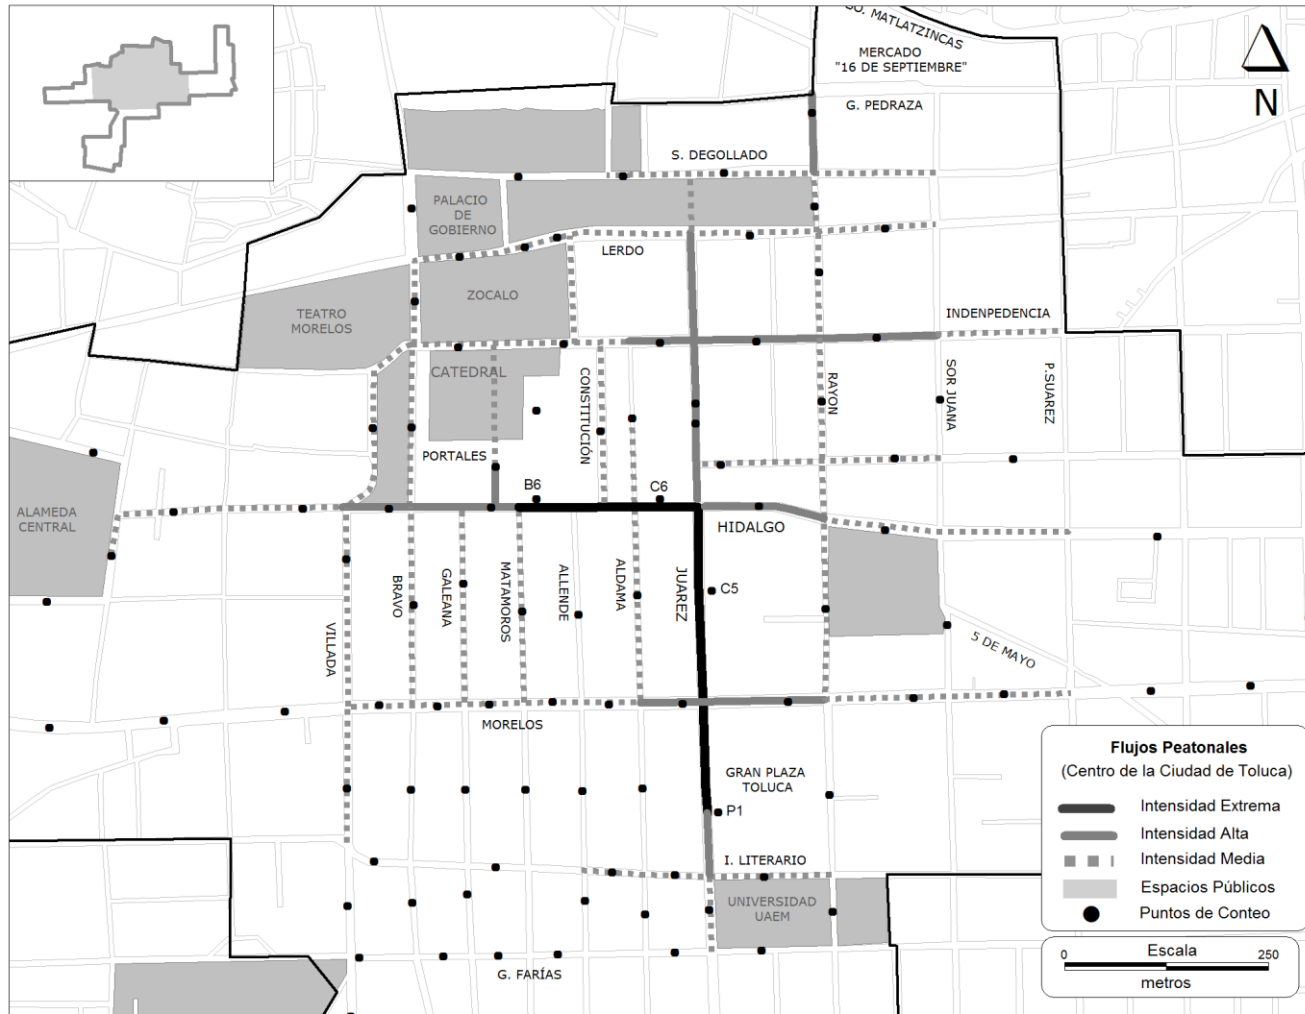 GO. MATLATZINCAS
MERCADO
"16 DE SEPTIEMBRE"
N
G. PEDRAZA
S. DEGOLLADO
PALACIO
DE
GOBIERNO
LERDO
ZOCALO
TEATRO
MORELOS
INDENPEDENCIA
CATEDRAL
CONSTITUCIÓN
RAYON
SOR JUANA
P.SUAREZ
PORTALES
B6
C6
ALAMEDA
CENTRAL
HIDALGO
BRAVO
GALEANA
MATAMOROS
ALLENDE
ALDAMA
JUAREZ
C5
VILLADA
5 DE MAYO
MORELOS
GRAN PLAZA
TOLUCA
P1
I. LITERARIO
UNIVERSIDAD
UAEM
G. FARÍAS
Flujos Peatonales
(Centro de la Ciudad de Toluca)
Intensidad Extrema
Intensidad Alta
Intensidad Media
Espacios Públicos
Puntos de Conteo
0 Escala 250
metros